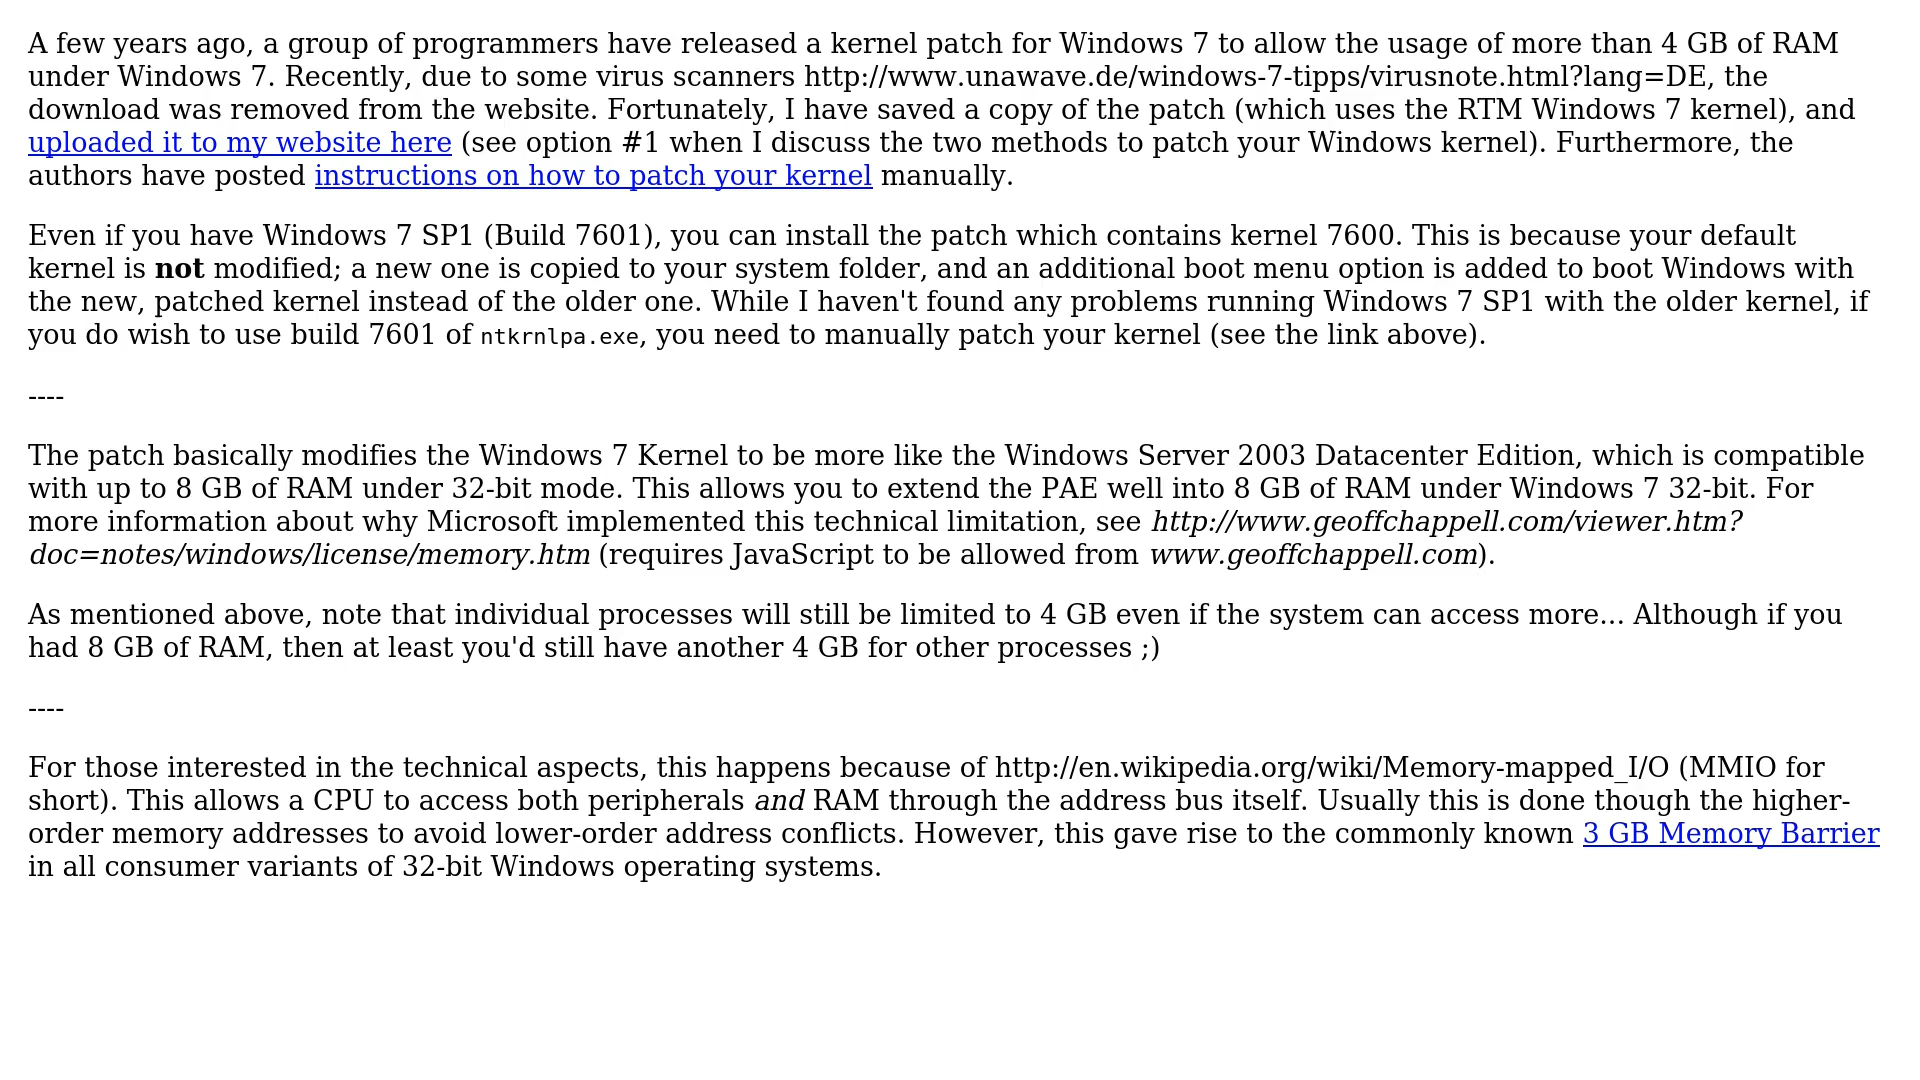 A few years ago, a group of programmers have released a kernel patch for Windows 7 to allow the usage of more than 4 GB of RAM
under Windows 7. Recently, due to some virus scanners http://www.unawave.de/windows-7-tipps/virusnote.html?lang=DE, the
download was removed from the website. Fortunately, I have saved a copy of the patch (which uses the RTM Windows 7 kernel), and
uploaded it to my website here (see option #1 when I discuss the two methods to patch your Windows kernel). Furthermore, the
authors have posted instructions on how to patch your kernel manually.
Even if you have Windows 7 SP1 (Build 7601), you can install the patch which contains kernel 7600. This is because your default
kernel is not modified; a new one is copied to your system folder, and an additional boot menu option is added to boot Windows with
the new, patched kernel instead of the older one. While I haven't found any problems running Windows 7 SP1 with the older kernel, if
you do wish to use build 7601 of ntkrnlpa.exe, you need to manually patch your kernel (see the link above).
----
The patch basically modifies the Windows 7 Kernel to be more like the Windows Server 2003 Datacenter Edition, which is compatible
with up to 8 GB of RAM under 32-bit mode. This allows you to extend the PAE well into 8 GB of RAM under Windows 7 32-bit. For
more information about why Microsoft implemented this technical limitation, see http://www.geoffchappell.com/viewer.htm?
doc=notes/windows/license/memory.htm (requires JavaScript to be allowed from www.geoffchappell.com).
As mentioned above, note that individual processes will still be limited to 4 GB even if the system can access more... Although if you
had 8 GB of RAM, then at least you'd still have another 4 GB for other processes ;)
----
For those interested in the technical aspects, this happens because of http://en.wikipedia.org/wiki/Memory-mapped_I/O (MMIO for
short). This allows a CPU to access both peripherals and RAM through the address bus itself. Usually this is done though the higher-
order memory addresses to avoid lower-order address conflicts. However, this gave rise to the commonly known 3 GB Memory Barrier
in all consumer variants of 32-bit Windows operating systems.